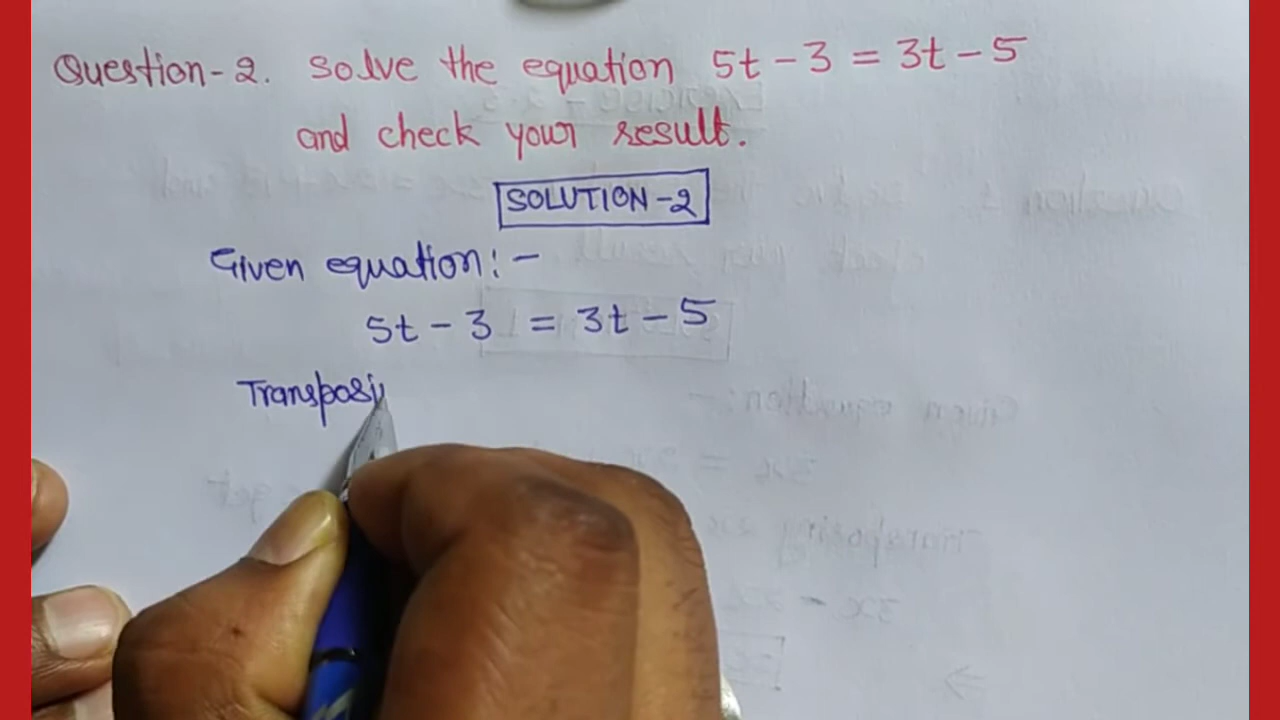 Question-2. Solve the equation 5t - 3 = 3t - 5
and check your result.
SOLUTION-2
Given equation:-
5t - 3 = 3t - 5
Transposi